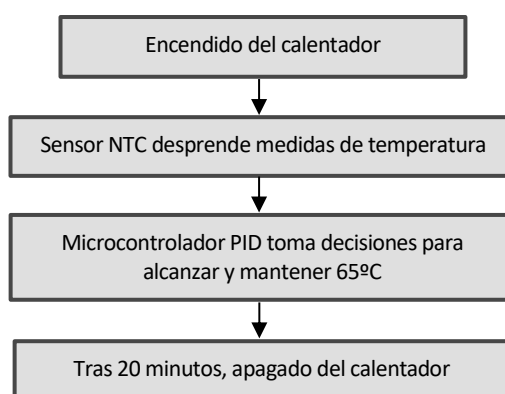 Encendido del calentador
Sensor NTC desprende medidas de temperatura
Microcontrolador PID toma decisiones para
alcanzar y mantener 65ºC
Tras 20 minutos, apagado del calentador